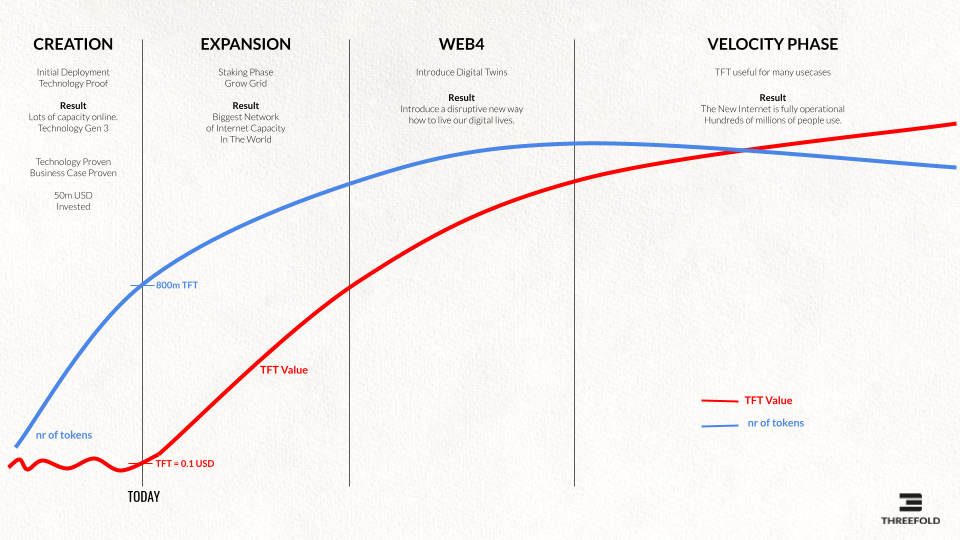 CREATION
Initial Deployment
Technology Proof
Result
Lots of capacity online.
Technology Gen 3
Technology Proven
Business Case Proven
50m USD
Invested
EXPANSION
Staking Phase
Grow Grid
Result
Biggest Network
of Internet Capacity
In The World
WEB4
Introduce Digital Twins
Result
Introduce a disruptive new way
how to live our digital lives.
VELOCITY PHASE
TFT useful for many usecases
Result
The New Internet is fully operational
Hundreds of millions of people use.
800m TFT
TFT Value
TFT Value
nr of tokens
nr of tokens
TFT = 0.1 USD
TODAY
THREEFOLD